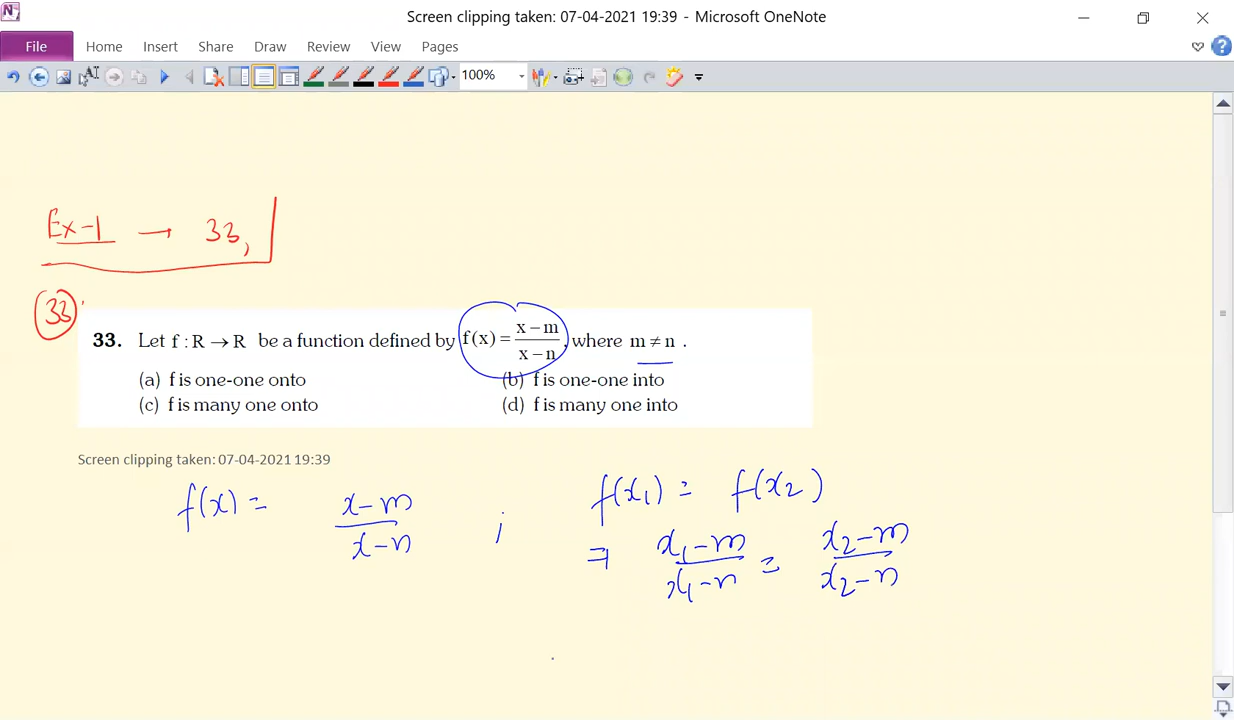 Screen clipping taken: 07-04-2021 19:39 - Microsoft OneNote
File Home Insert Share Draw Review View Pages
100%
Ex-1 → 33,
33
33. Let f : R → R be a function defined by f(x) = (x – m)/(x – n), where m ≠ n .
(a) f is one-one onto (b) f is one-one into
(c) f is many one onto (d) f is many one into
Screen clipping taken: 07-04-2021 19:39
f(x) = (x-m)/(x-n) ; f(x₁) = f(x₂)
⇒ (x₁-m)/(x₁-n) = (x₂-m)/(x₂-n)